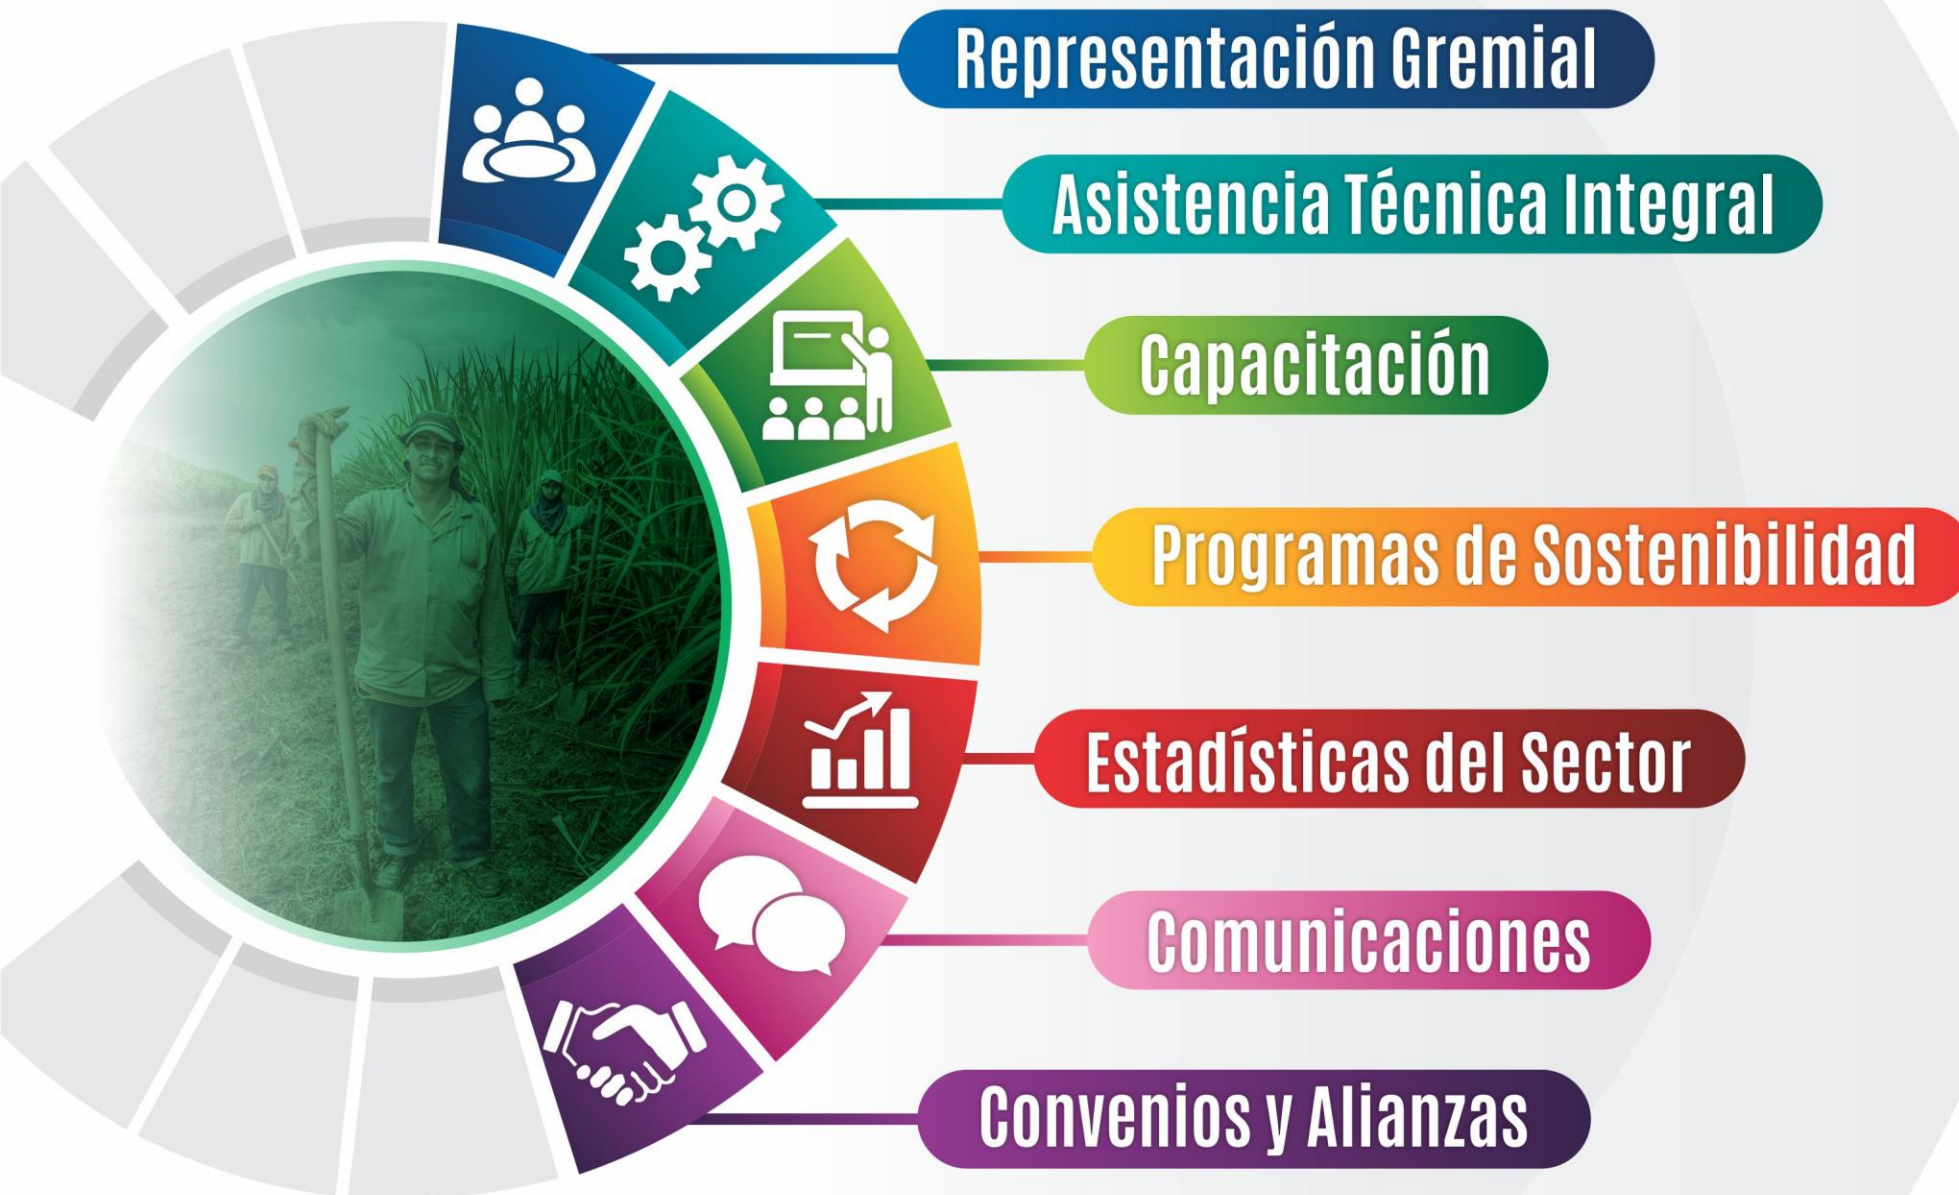 Representación Gremial
Asistencia Técnica Integral
Capacitación
Programas de Sostenibilidad
Estadísticas del Sector
Comunicaciones
Convenios y Alianzas